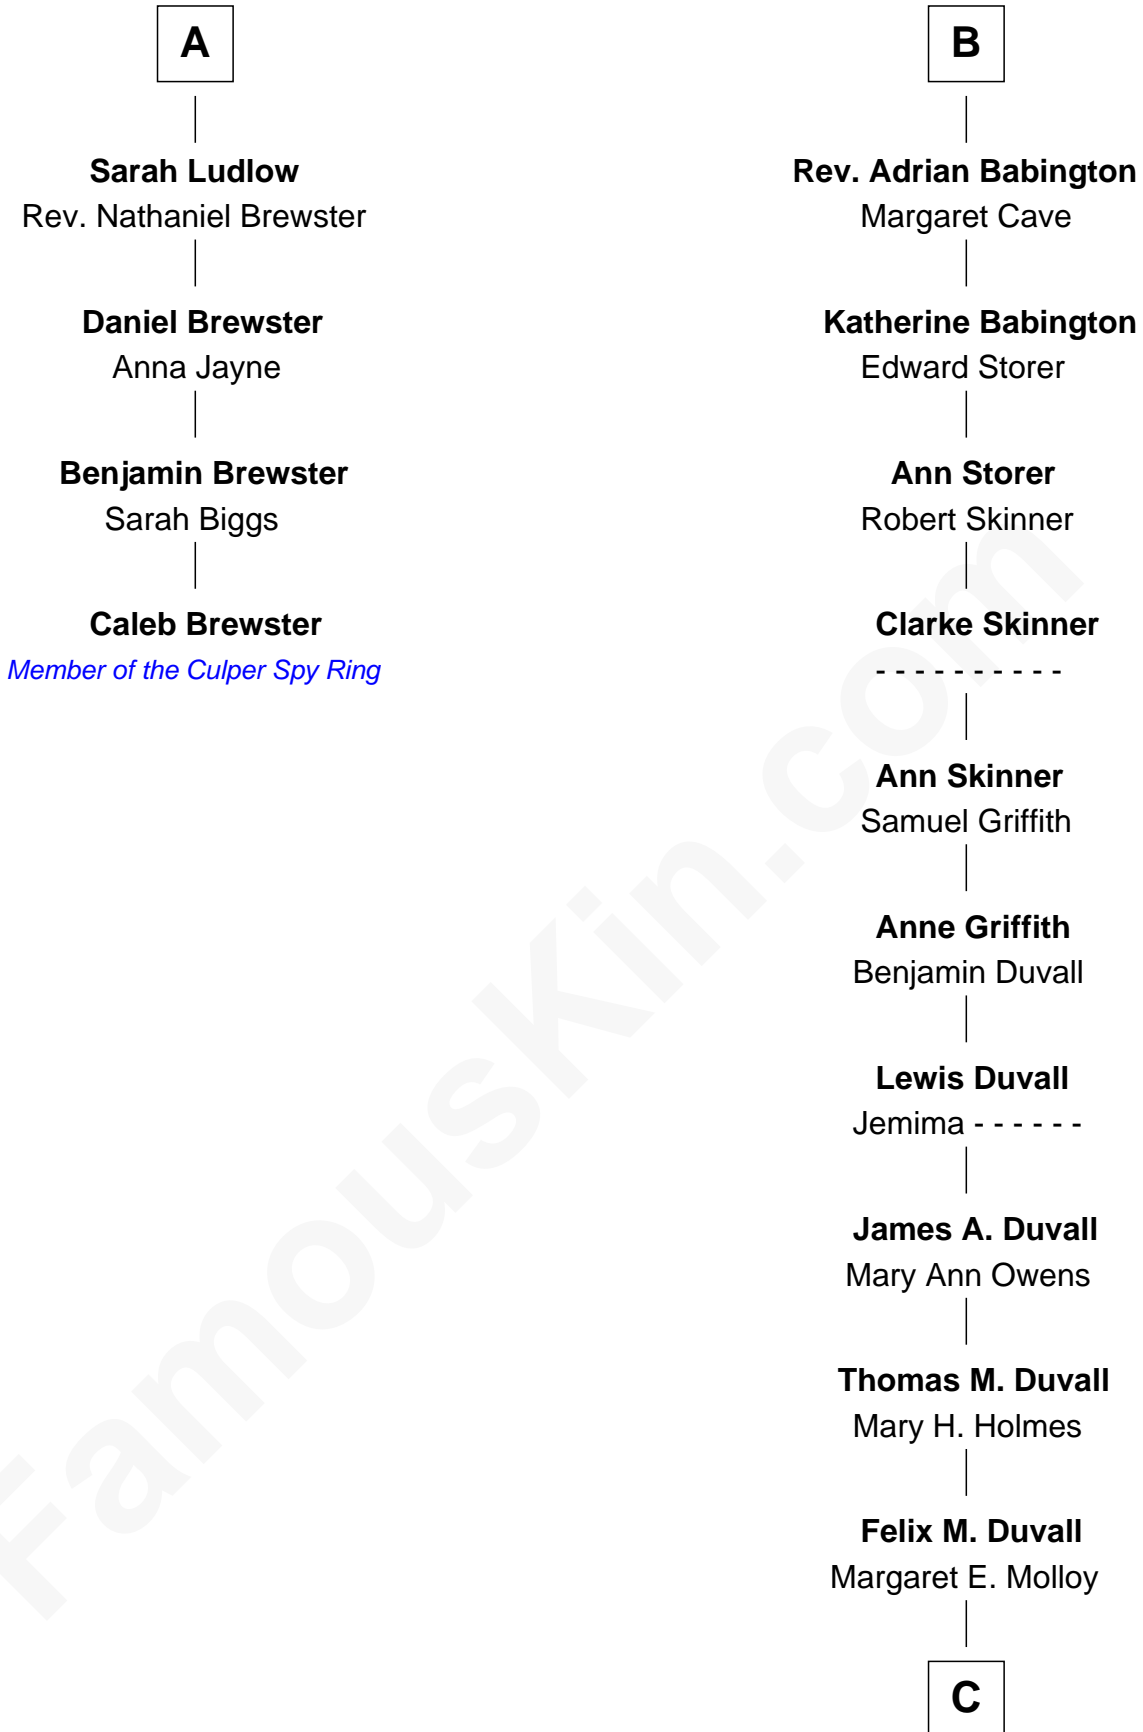 A
Sarah Ludlow
Rev. Nathaniel Brewster
Daniel Brewster
Anna Jayne
Benjamin Brewster
Sarah Biggs
Caleb Brewster
Member of the Culper Spy Ring
B
Rev. Adrian Babington
Margaret Cave
Katherine Babington
Edward Storer
Ann Storer
Robert Skinner
Clarke Skinner
- - - - - - - - - -
Ann Skinner
Samuel Griffith
Anne Griffith
Benjamin Duvall
Lewis Duvall
Jemima - - - - - -
James A. Duvall
Mary Ann Owens
Thomas M. Duvall
Mary H. Holmes
Felix M. Duvall
Margaret E. Molloy
C
FamousKin.com